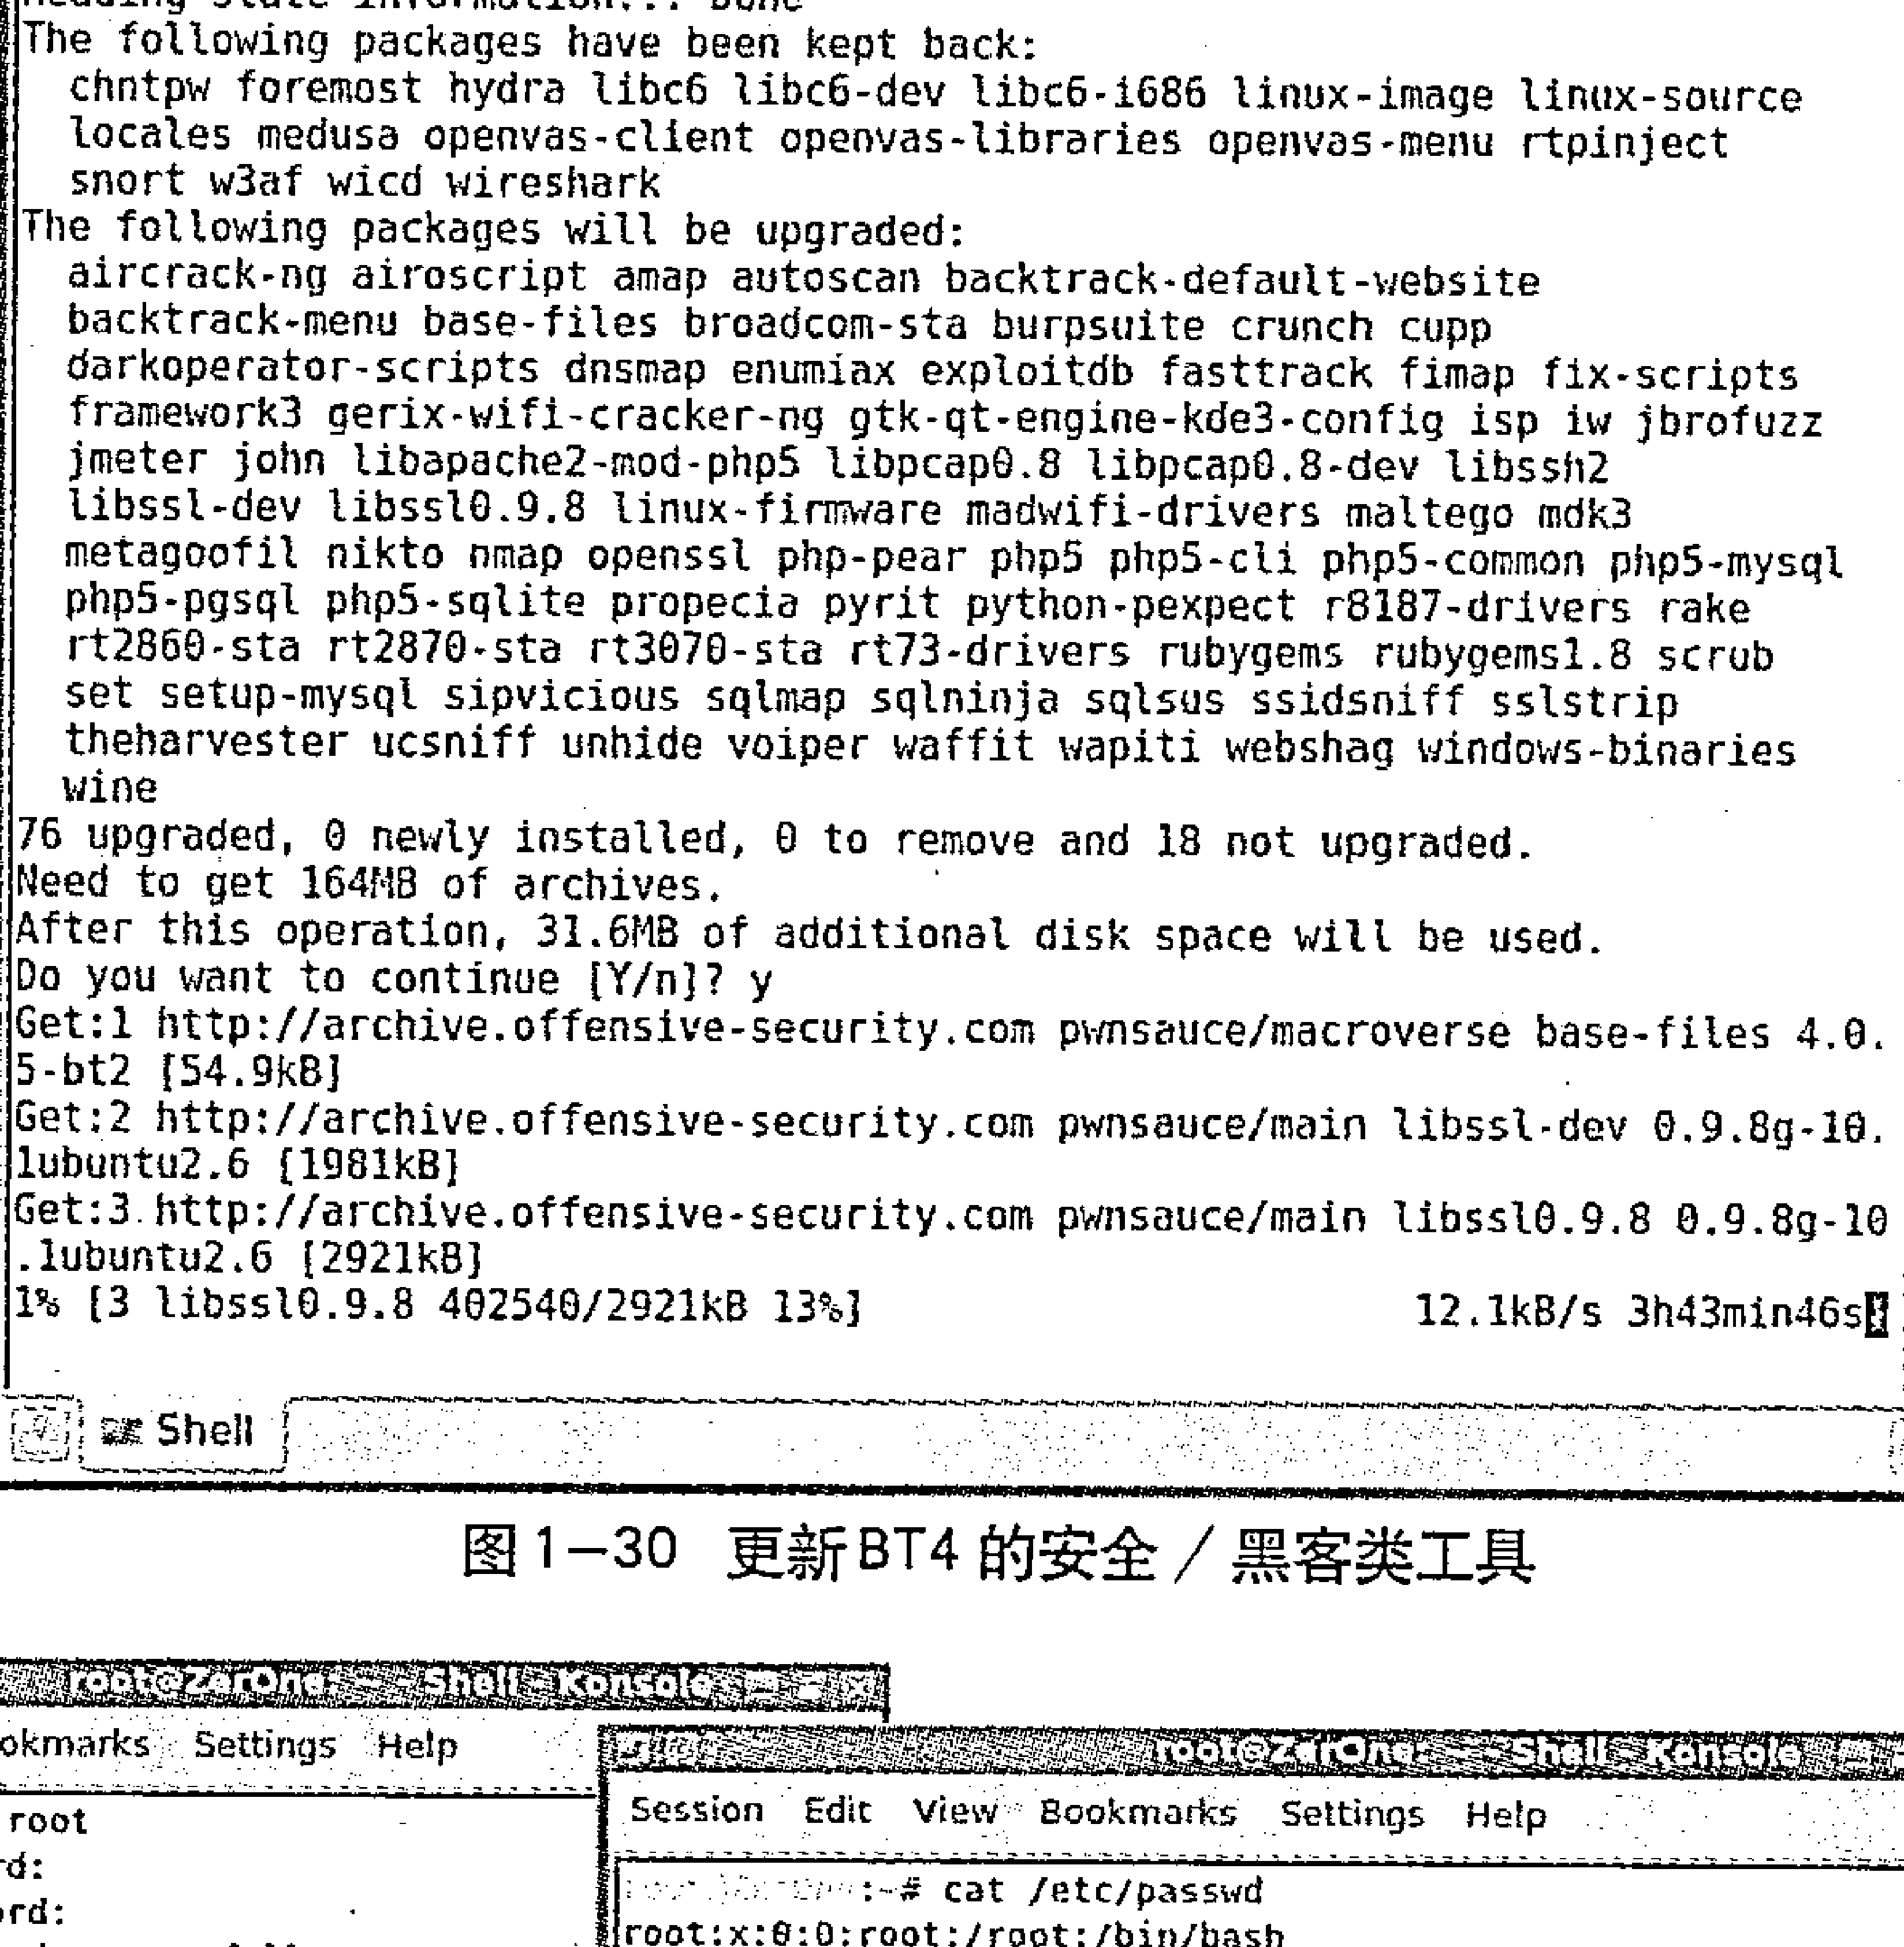 Reading state information... Done
The following packages have been kept back:
chntpw foremost hydra libc6 libc6-dev libc6-i686 linux-image linux-source
locales medusa openvas-client openvas-libraries openvas-menu rtpinject
snort w3af wicd wireshark
The following packages will be upgraded:
aircrack-ng airoscript amap autoscan backtrack-default-website
backtrack-menu base-files broadcom-sta burpsuite crunch cupp
darkoperator-scripts dnsmap enumiax exploitdb fasttrack fimap fix-scripts
framework3 gerix-wifi-cracker-ng gtk-qt-engine-kde3-config isp iw jbrofuzz
jmeter john libapache2-mod-php5 libpcap0.8 libpcap0.8-dev libssh2
libssl-dev libssl0.9.8 linux-firmware madwifi-drivers maltego mdk3
metagoofil nikto nmap openssl php-pear php5 php5-cli php5-common php5-mysql
php5-pgsql php5-sqlite propecia pyrit python-pexpect r8187-drivers rake
rt2860-sta rt2870-sta rt3070-sta rt73-drivers rubygems rubygems1.8 scrub
set setup-mysql sipvicious sqlmap sqlninja sqlsus ssidsniff sslstrip
theharvester ucsniff unhide voiper waffit wapiti webshag windows-binaries
wine
76 upgraded, 0 newly installed, 0 to remove and 18 not upgraded.
Need to get 164MB of archives.
After this operation, 31.6MB of additional disk space will be used.
Do you want to continue [Y/n]? y
Get:1 http://archive.offensive-security.com pwnsauce/macroverse base-files 4.0.
5-bt2 [54.9kB]
Get:2 http://archive.offensive-security.com pwnsauce/main libssl-dev 0.9.8g-10.
1ubuntu2.6 [1981kB]
Get:3 http://archive.offensive-security.com pwnsauce/main libssl0.9.8 0.9.8g-10
.1ubuntu2.6 [2921kB]
1% [3 libssl0.9.8 402540/2921kB 13%] 12.1kB/s 3h43min46s
Shell
图1-30 更新BT4的安全/黑客类工具
root@ZerOne: ~ - Shell - Konsole
okmarks Settings Help
root
rd:
ord:
root@ZerOne: ~ - Shell - Konsole
Session Edit View Bookmarks Settings Help
:~# cat /etc/passwd
root:x:0:0:root:/root:/bin/bash